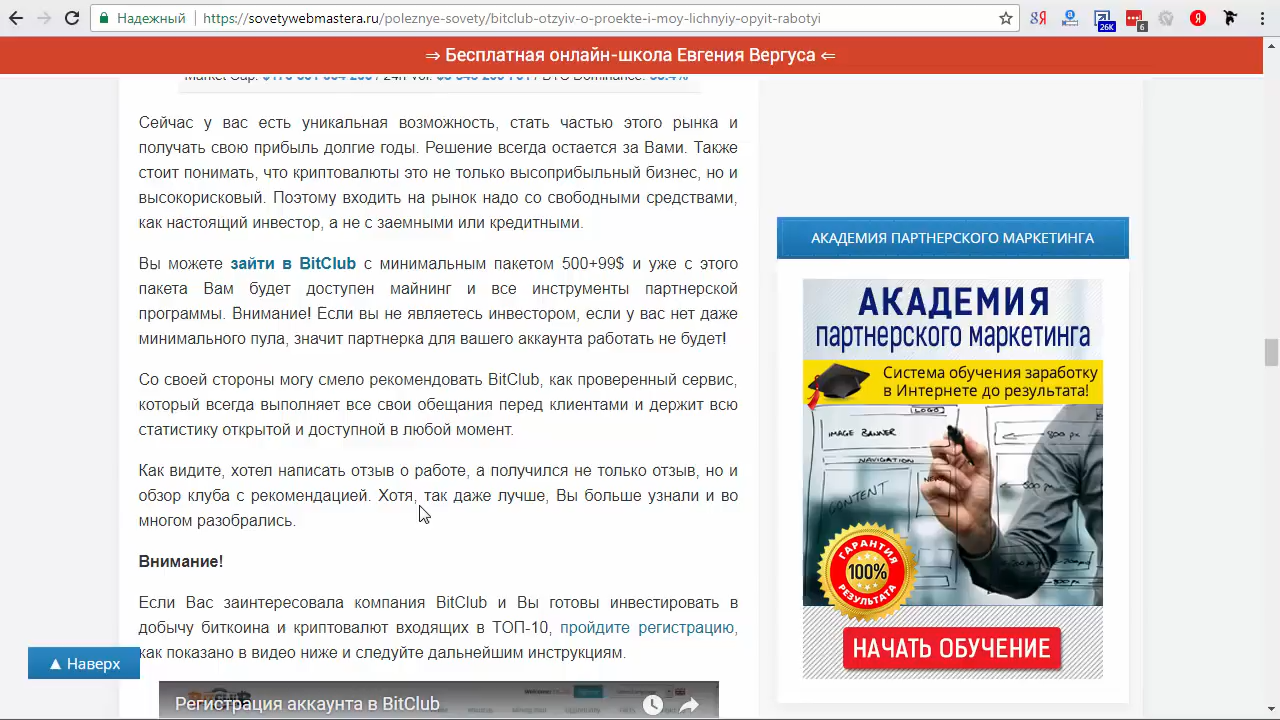 Надежный
https://sovetywebmastera.ru/poleznye-sovety/bitclub-otzyiv-o-proekte-i-moy-lichnyiy-opyit-rabotyi
26K
6
⇒ Бесплатная онлайн-школа Евгения Вергуса ⇐
Сейчас у вас есть уникальная возможность, стать частью этого рынка и
получать свою прибыль долгие годы. Решение всегда остается за Вами. Также
стоит понимать, что криптовалюты это не только высоприбыльный бизнес, но и
высокорисковый. Поэтому входить на рынок надо со свободными средствами,
как настоящий инвестор, а не с заемными или кредитными.
Вы можете зайти в BitClub с минимальным пакетом 500+99$ и уже с этого
пакета Вам будет доступен майнинг и все инструменты партнерской
программы. Внимание! Если вы не являетесь инвестором, если у вас нет даже
минимального пула, значит партнерка для вашего аккаунта работать не будет!
Со своей стороны могу смело рекомендовать BitClub, как проверенный сервис,
который всегда выполняет все свои обещания перед клиентами и держит всю
статистику открытой и доступной в любой момент.
Как видите, хотел написать отзыв о работе, а получился не только отзыв, но и
обзор клуба с рекомендацией. Хотя, так даже лучше, Вы больше узнали и во
многом разобрались.
Внимание!
Если Вас заинтересовала компания BitClub и Вы готовы инвестировать в
добычу биткоина и криптовалют входящих в ТОП-10, пройдите регистрацию,
как показано в видео ниже и следуйте дальнейшим инструкциям.
▲ Наверх
Регистрация аккаунта в BitClub
АКАДЕМИЯ ПАРТНЕРСКОГО МАРКЕТИНГА
АКАДЕМИЯ
партнерского маркетинга
Система обучения заработку
в Интернете до результата!
LOGO
IMAGE BANNER
NAVIGATION
CONTENT
ГАРАНТИЯ
100%
РЕЗУЛЬТАТА
НАЧАТЬ ОБУЧЕНИЕ